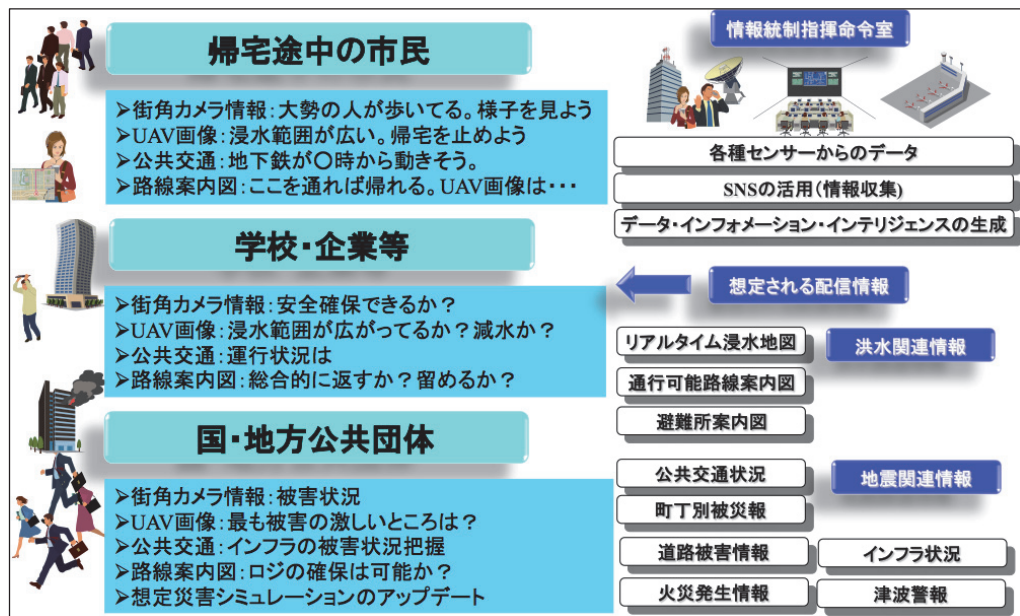 帰宅途中の市民
➢街角カメラ情報:大勢の人が歩いてる。様子を見よう
➢UAV画像:浸水範囲が広い。帰宅を止めよう
➢公共交通:地下鉄が〇時から動きそう。
➢路線案内図:ここを通れば帰れる。UAV画像は・・・
学校・企業等
➢街角カメラ情報:安全確保できるか?
➢UAV画像:浸水範囲が広がってるか?減水か?
➢公共交通:運行状況は
➢路線案内図:総合的に返すか?留めるか?
国・地方公共団体
➢街角カメラ情報:被害状況
➢UAV画像:最も被害の激しいところは?
➢公共交通:インフラの被害状況把握
➢路線案内図:ロジの確保は可能か?
➢想定災害シミュレーションのアップデート
情報統制指揮命令室
各種センサーからのデータ
SNSの活用(情報収集)
データ・インフォメーション・インテリジェンスの生成
想定される配信情報
リアルタイム浸水地図
洪水関連情報
通行可能路線案内図
避難所案内図
公共交通状況
地震関連情報
町丁別被災報
道路被害情報
インフラ状況
火災発生情報
津波警報